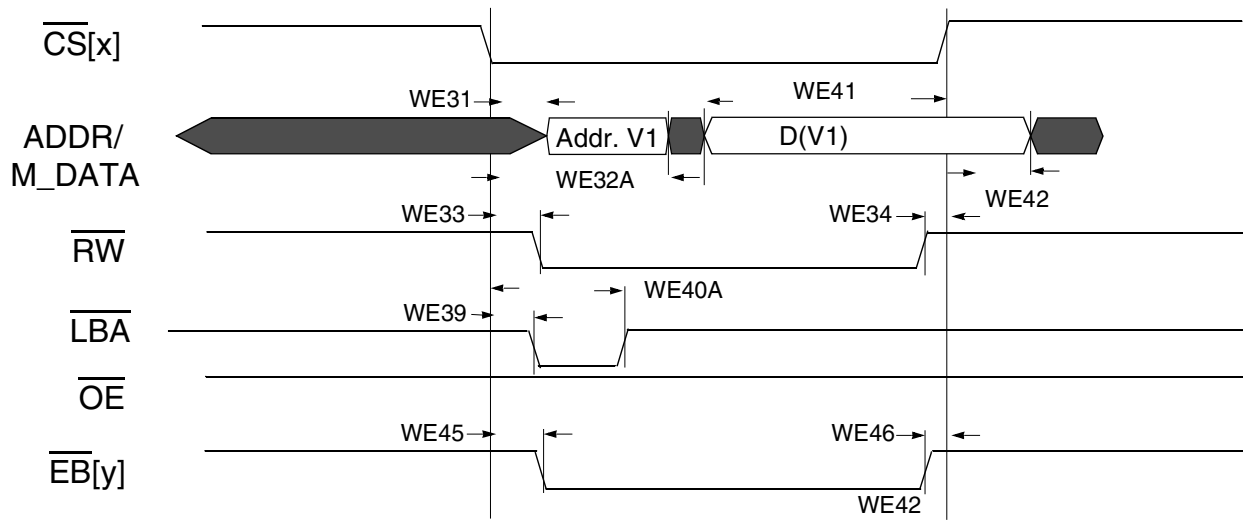 CS[x]
WE31
WE41
ADDR/
M_DATA
Addr. V1
D(V1)
WE32A
WE42
WE33
WE34
RW
WE40A
WE39
LBA
OE
WE45
WE46
EB[y]
WE42